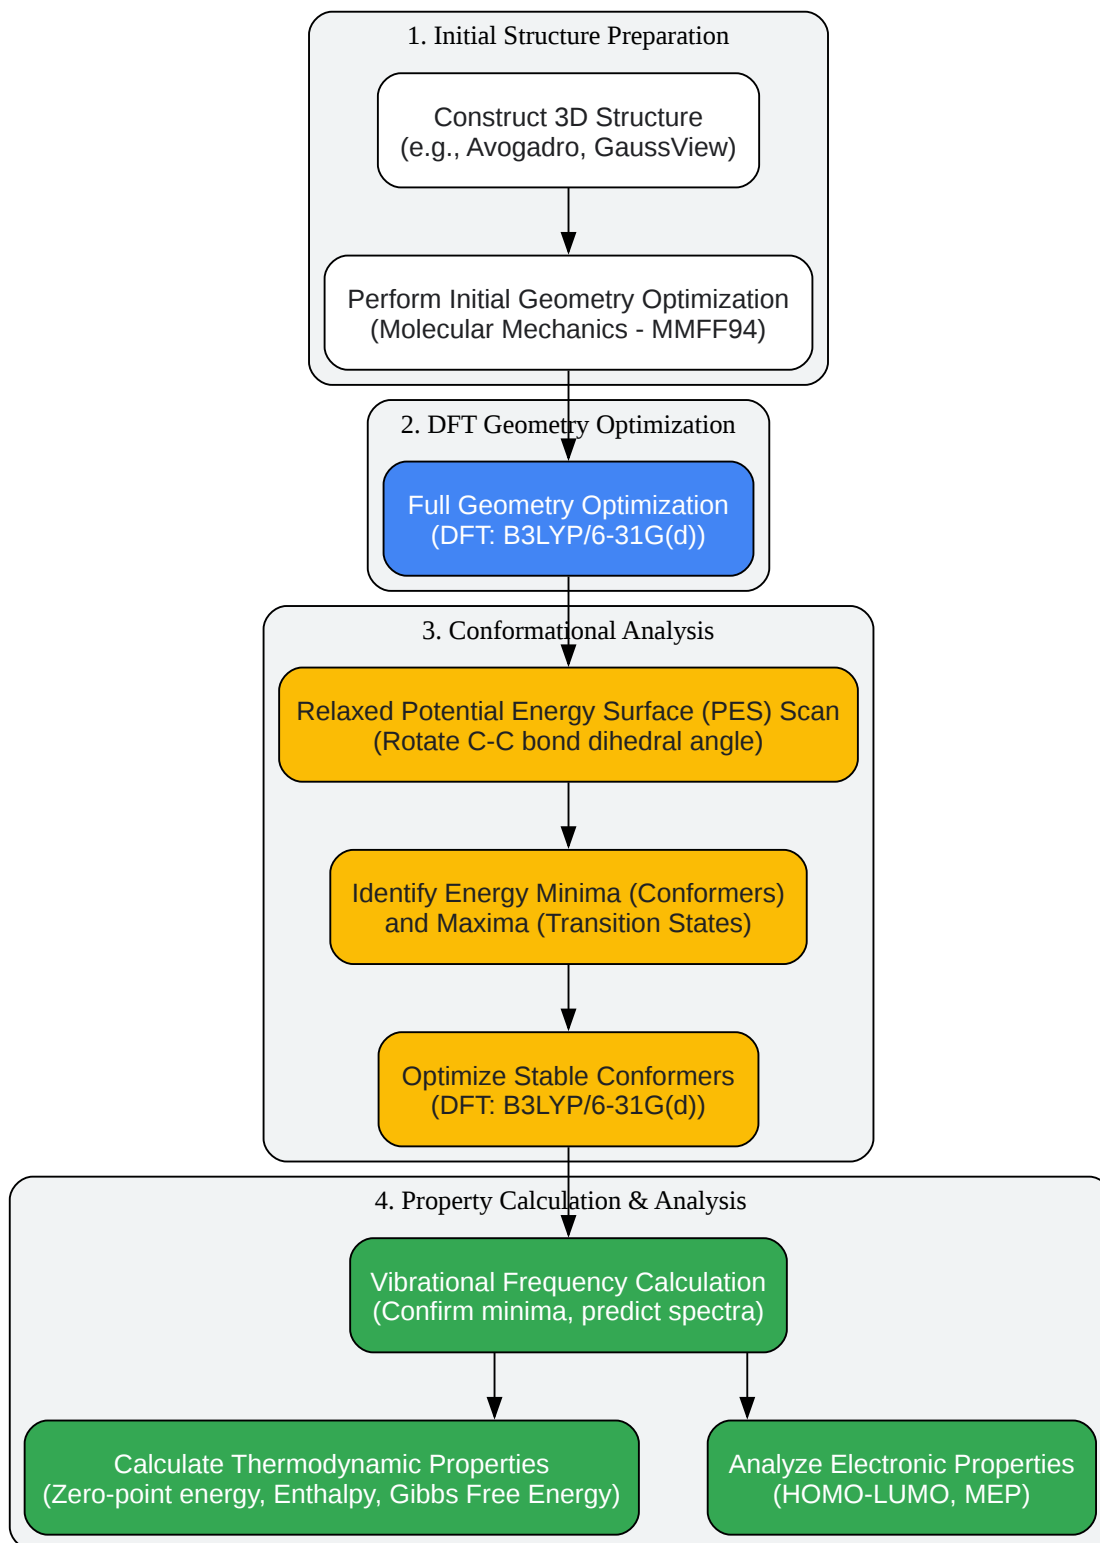 1. Initial Structure Preparation
Construct 3D Structure
(e.g., Avogadro, GaussView)
Perform Initial Geometry Optimization
(Molecular Mechanics - MMFF94)
2. DFT Geometry Optimization
Full Geometry Optimization
(DFT: B3LYP/6-31G(d))
3. Conformational Analysis
Relaxed Potential Energy Surface (PES) Scan
(Rotate C-C bond dihedral angle)
Identify Energy Minima (Conformers)
and Maxima (Transition States)
Optimize Stable Conformers
(DFT: B3LYP/6-31G(d))
4. Property Calculation & Analysis
Vibrational Frequency Calculation
(Confirm minima, predict spectra)
Calculate Thermodynamic Properties
(Zero-point energy, Enthalpy, Gibbs Free Energy)
Analyze Electronic Properties
(HOMO-LUMO, MEP)